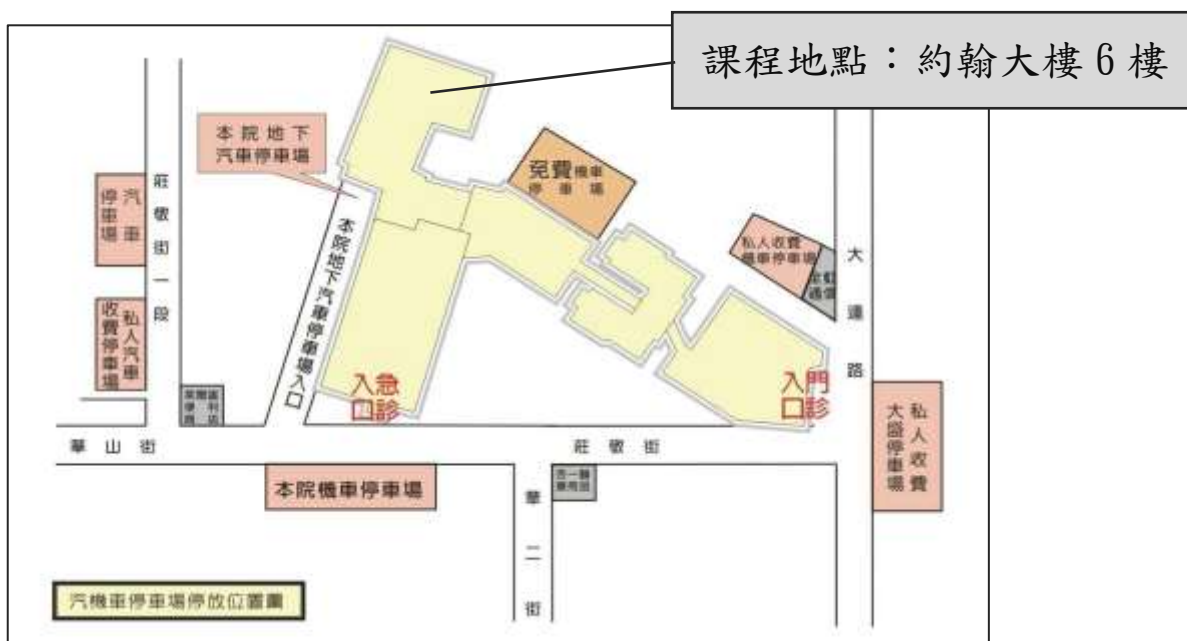 課程地點：約翰大樓 6 樓
本院地下
汽車停車場
免費機車
停車場
汽車
停車場
莊敬街一段
本院地下汽車停車場入口
私人收費
機車停車場
大連路
私人汽車
收費停車場
急診
入口
門診
入口
私人收費
大盛停車場
華山街
莊敬街
本院機車停車場
華二街
汽機車停車場停放位置圖